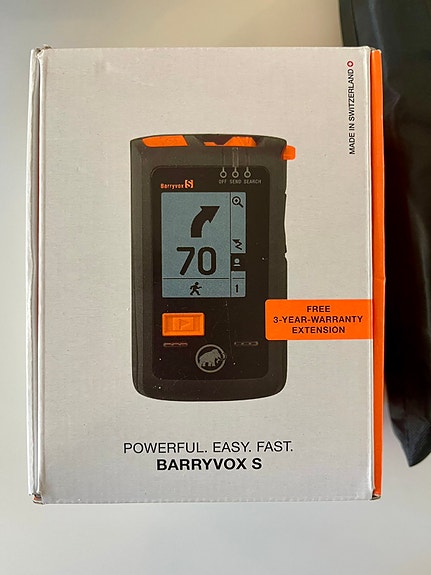 MADE IN SWITZERLAND
Barryvox S
OFF SEND SEARCH
70
1
FREE
3-YEAR-WARRANTY
EXTENSION
POWERFUL. EASY. FAST.
BARRYVOX S